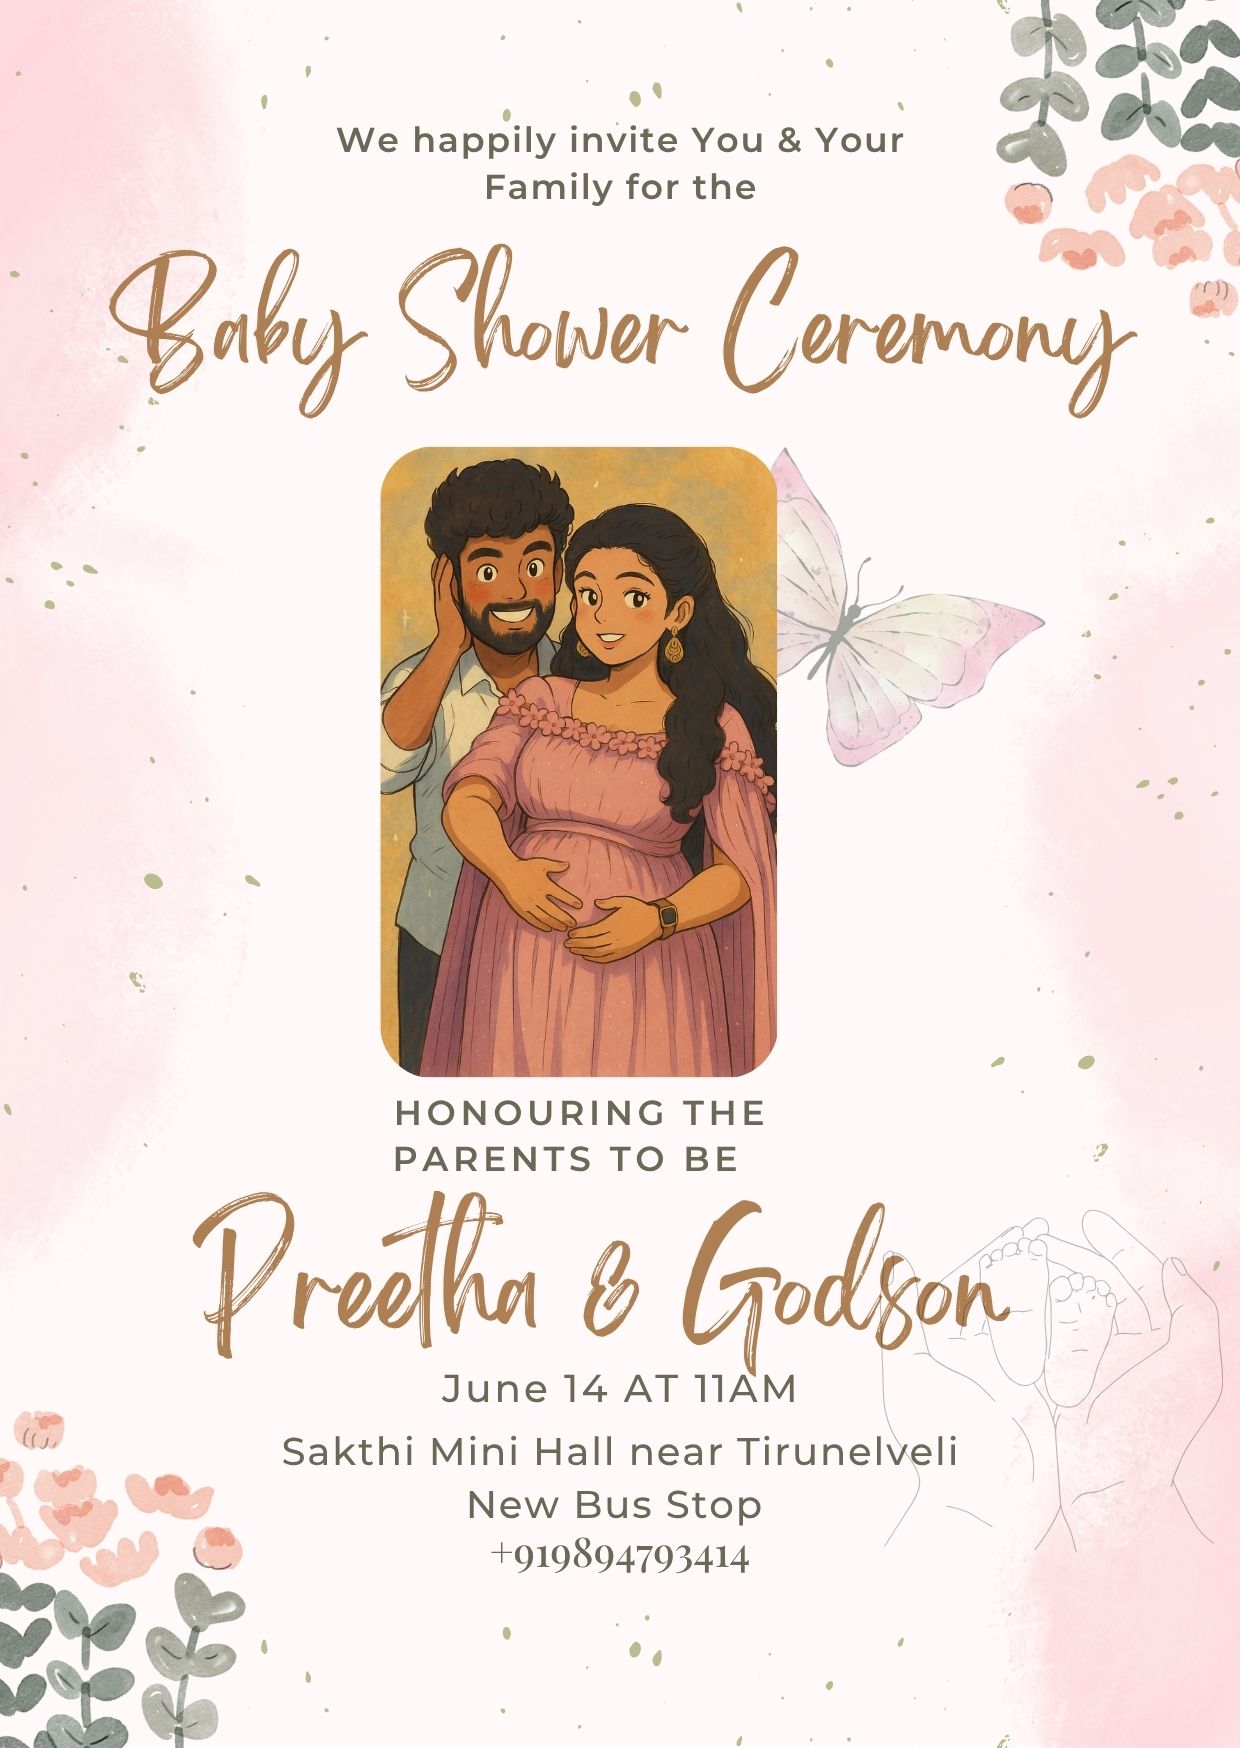 We happily invite You & Your
Family for the
Baby Shower Ceremony
HONOURING THE
PARENTS TO BE
Preetha & Godson
June 14 AT 11AM
Sakthi Mini Hall near Tirunelveli
New Bus Stop
+919894793414